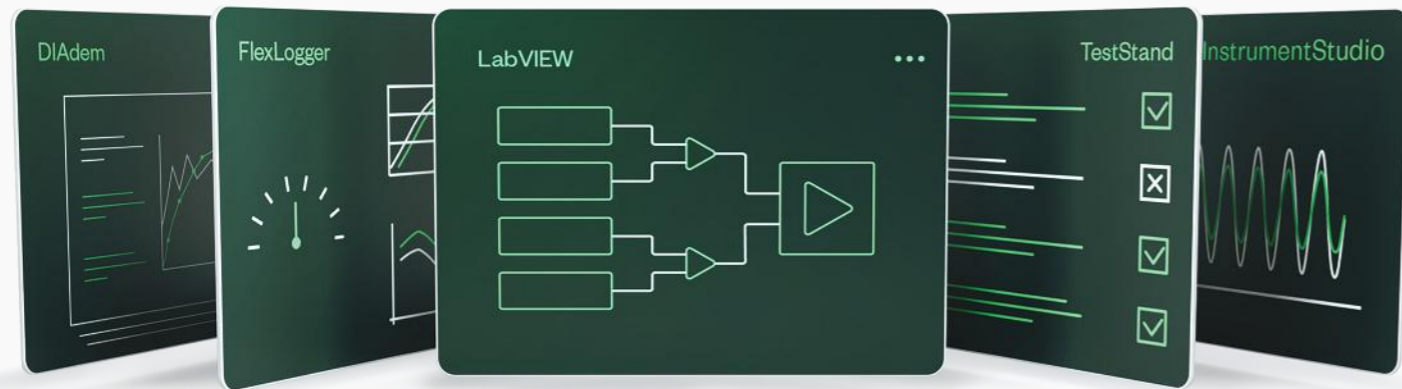 DIAdem
FlexLogger
LabVIEW
TestStand
InstrumentStudio